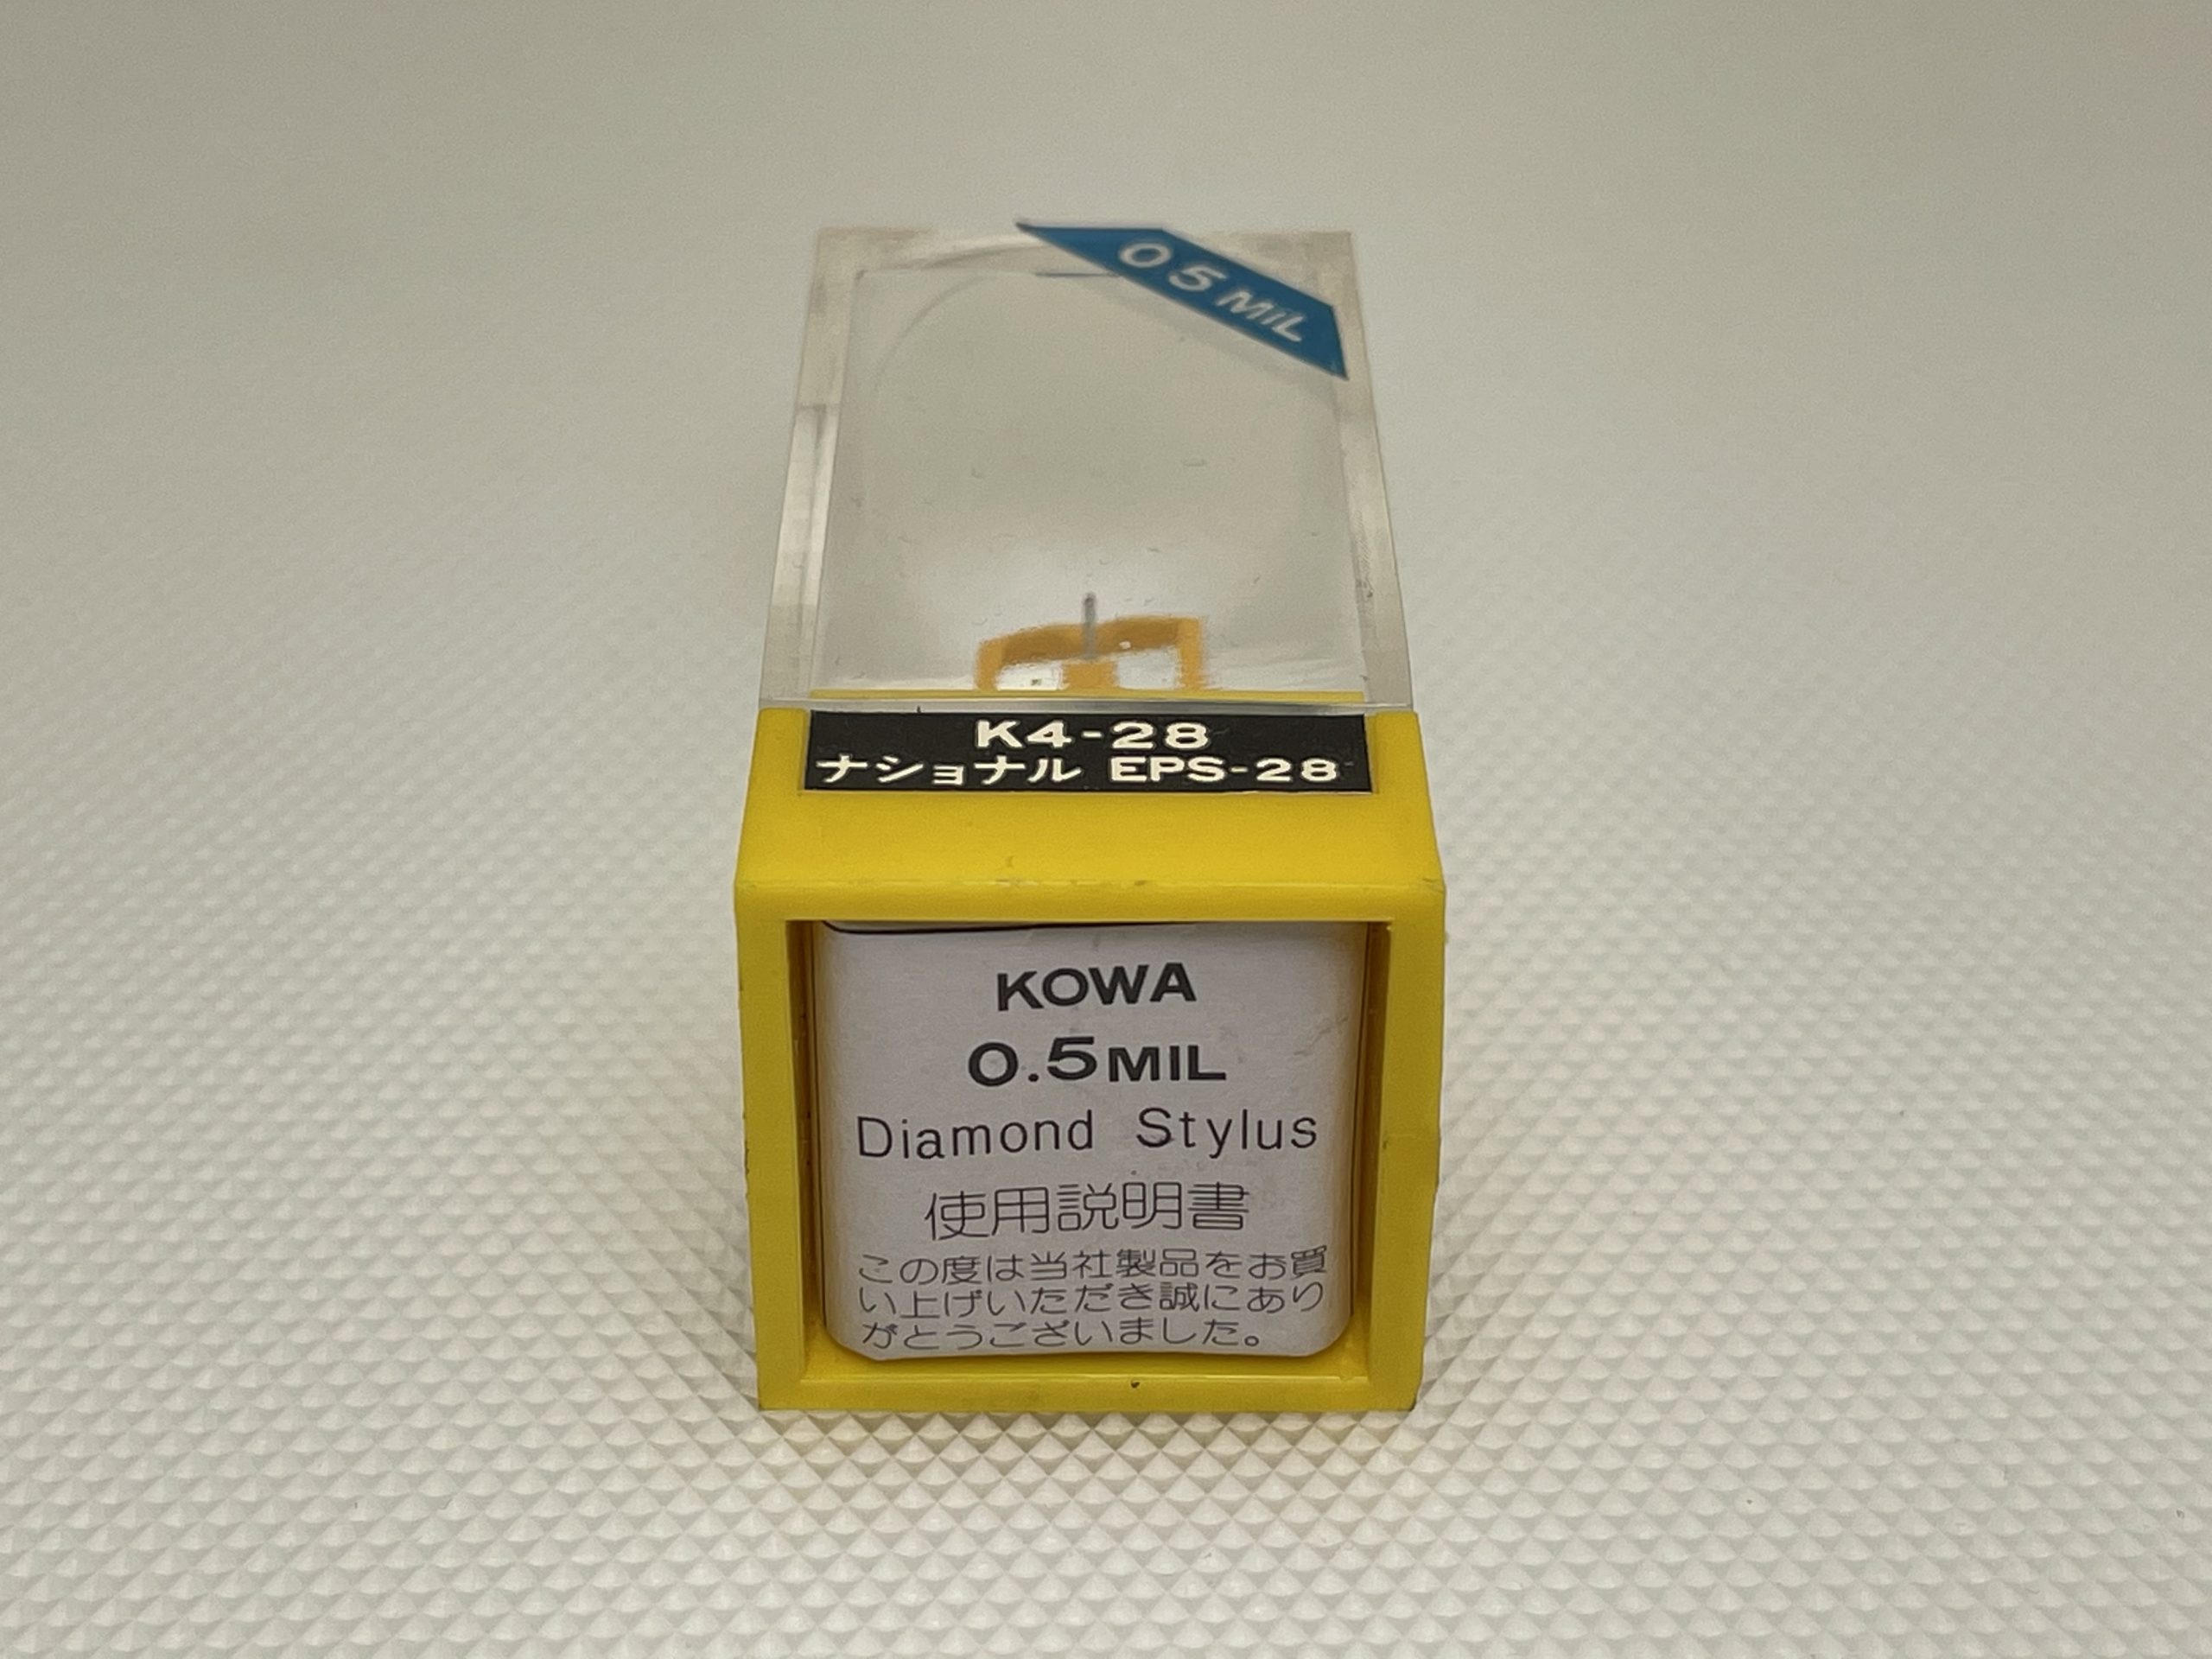 0.5 MIL
K4-28
ナショナル EPS-28
KOWA
0.5MIL
Diamond Stylus
使用説明書
この度は当社製品をお買
い上げいただき誠にあり
がとうございました。